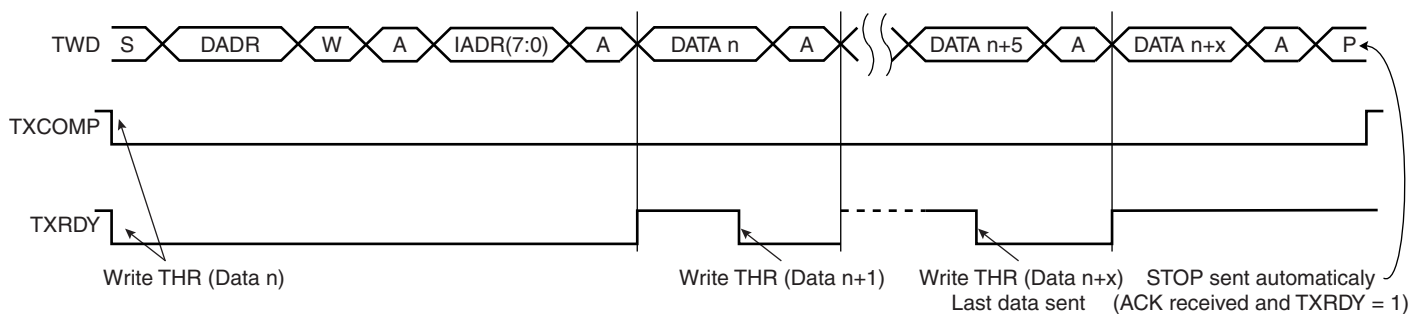 TWD S DADR W A IADR(7:0) A DATA n A DATA n+5 A DATA n+x A P
TXCOMP
TXRDY
Write THR (Data n) Write THR (Data n+1) Write THR (Data n+x) STOP sent automaticaly
Last data sent (ACK received and TXRDY = 1)